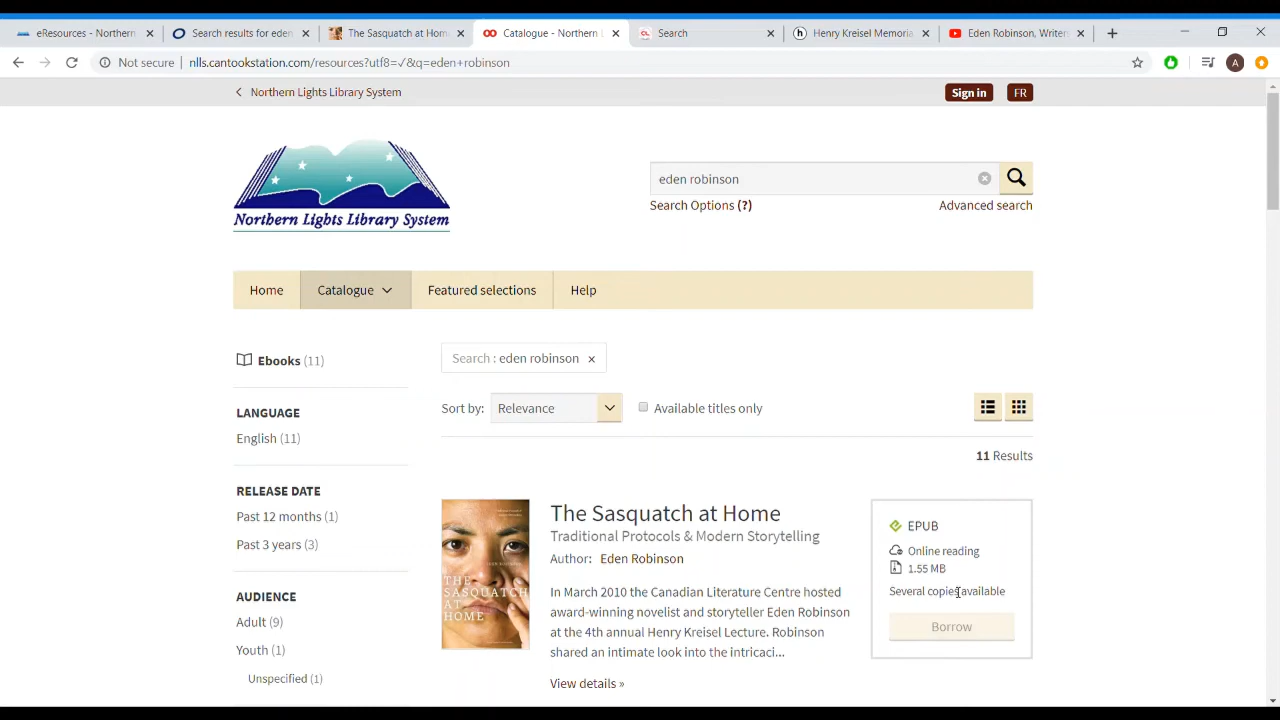 eResources - Northern
Search results for eden
The Sasquatch at Hom
Catalogue - Northern L
Search
Henry Kreisel Memoria
Eden Robinson, Writer
Not secure
nlls.cantookstation.com/resources?utf8=✓&q=eden+robinson
A
Northern Lights Library System
Sign in
FR
Northern Lights Library System
eden robinson
Search Options (?)
Advanced search
Home
Catalogue
Featured selections
Help
Ebooks (11)
LANGUAGE
English (11)
RELEASE DATE
Past 12 months (1)
Past 3 years (3)
AUDIENCE
Adult (9)
Youth (1)
Unspecified (1)
Search : eden robinson
Sort by:
Relevance
Available titles only
11 Results
EDEN ROBINSON
THE
SASQUATCH
AT
HOME
The Sasquatch at Home
Traditional Protocols & Modern Storytelling
Author: Eden Robinson
In March 2010 the Canadian Literature Centre hosted
award-winning novelist and storyteller Eden Robinson
at the 4th annual Henry Kreisel Lecture. Robinson
shared an intimate look into the intricaci...
View details »
EPUB
Online reading
1.55 MB
Several copies available
Borrow